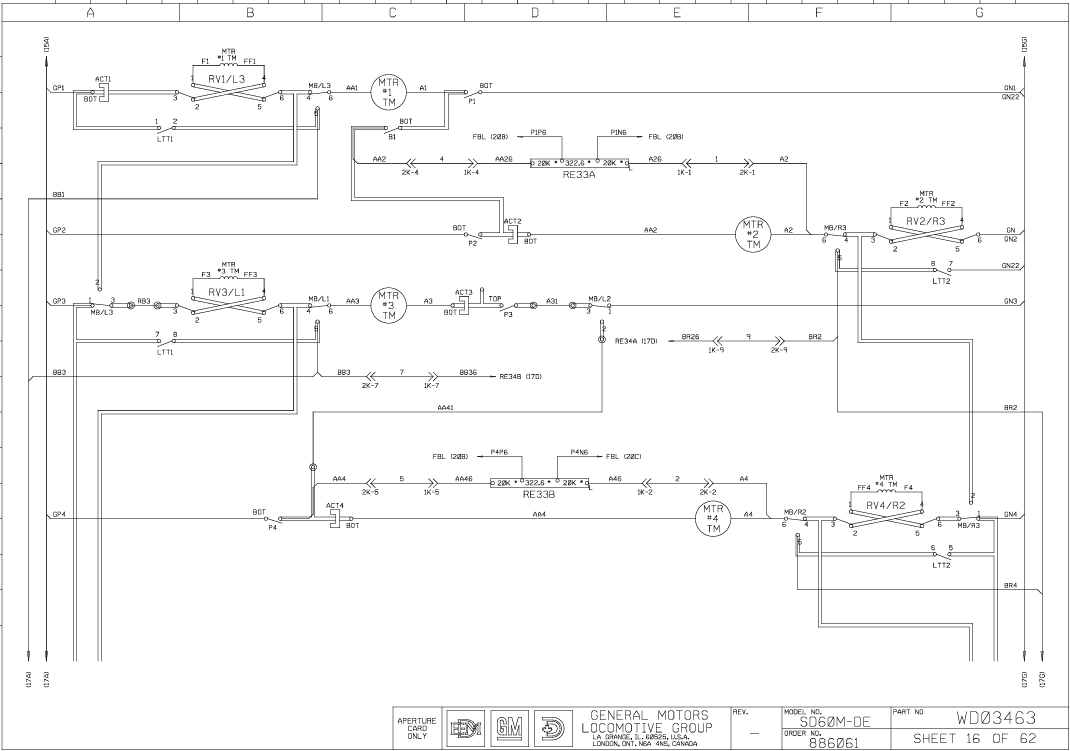 A B C D E F G
(15A) (15G)
MTR
#1 TM
F1 FF1
RV1/L3
1 4
3 2 5 6
GP1
ACT1
BOT
MB/L3
4 6
5
AA1
MTR
#1
TM
A1
BOT
P1
GN1
GN22
1 2
LTT1
BOT
B1
FBL (20B) P1P6 P1N6 FBL (20B)
AA2 4 AA26 20K 322.6 20K A26 1 A2
2K-4 1K-4 RE33A 1K-1 2K-1
BB1
GP2
BOT
P2
ACT2
BOT
AA2
MTR
#2
TM
A2
MB/R3
6 4
5
MTR
#2 TM
F2 FF2
RV2/R3
1 4
3 2 5 6
GN
GN2
8 7
LTT2
GN22
GP3
2
1 3
MB/L3
RB3
MTR
#3 TM
F3 FF3
RV3/L1
1 4
3 2 5 6
MB/L1
4 6
5
AA3
MTR
#3
TM
A3
ACT3
BOT
TOP
P3
A31
MB/L2
3 1
2
GN3
7 8
LTT1
RE34A (17D) BR26 9 BR2
1K-9 2K-9
BB3
BB3 7 BB36 RE34B (17D)
2K-7 1K-7
AA41
BR2
FBL (20B) P4P6 P4N6 FBL (20C)
AA4 5 AA46 20K 322.6 20K A46 2 A4
2K-5 1K-5 RE33B 1K-2 2K-2
GP4
BOT
P4
ACT4
BOT
AA4
MTR
#4
TM
A4
MB/R2
6 4
5
MTR
#4 TM
FF4 F4
RV4/R2
1 4
3 2 5 6
2
3 1
MB/R3
GN4
6 5
LTT2
BR4
(17A) (17A) (17G) (17G)
APERTURE
CARD
ONLY
EMD GM D
GENERAL MOTORS
LOCOMOTIVE GROUP
LA GRANGE, IL. 60525, U.S.A.
LONDON, ONT. N6A 4N5, CANADA
REV.
-
MODEL NO.
SD60M-DE
ORDER NO.
886061
PART NO
WD03463
SHEET 16 OF 62